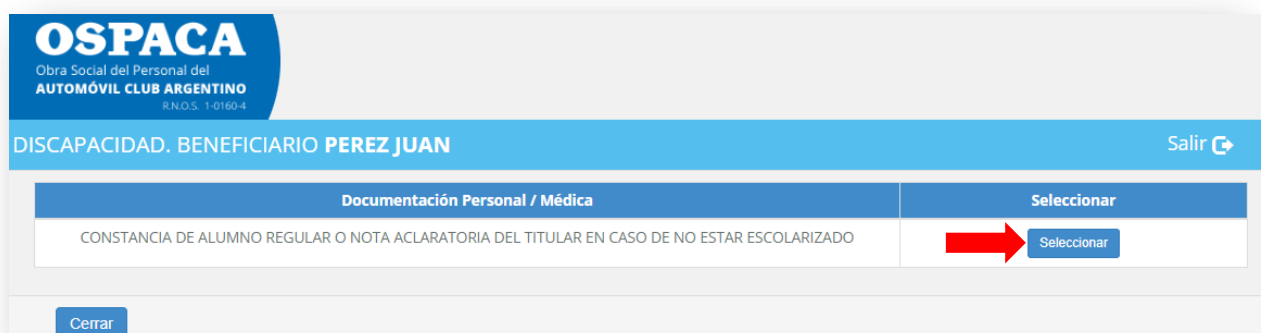 OSPACA
Obra Social del Personal del
AUTOMÓVIL CLUB ARGENTINO
R.N.O.S. 1-0160-4
DISCAPACIDAD. BENEFICIARIO PEREZ JUAN
Salir
Documentación Personal / Médica
Seleccionar
CONSTANCIA DE ALUMNO REGULAR O NOTA ACLARATORIA DEL TITULAR EN CASO DE NO ESTAR ESCOLARIZADO
Seleccionar
Cerrar